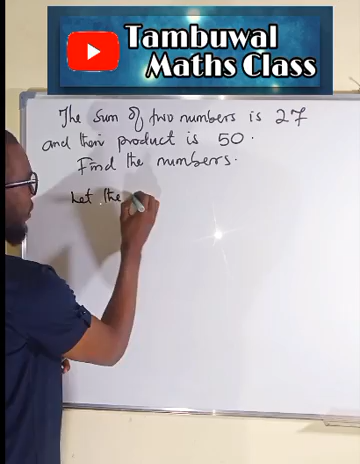 Tambuwal
Maths Class
The sum of two numbers is 27
and their product is 50.
Find the numbers.
Let the